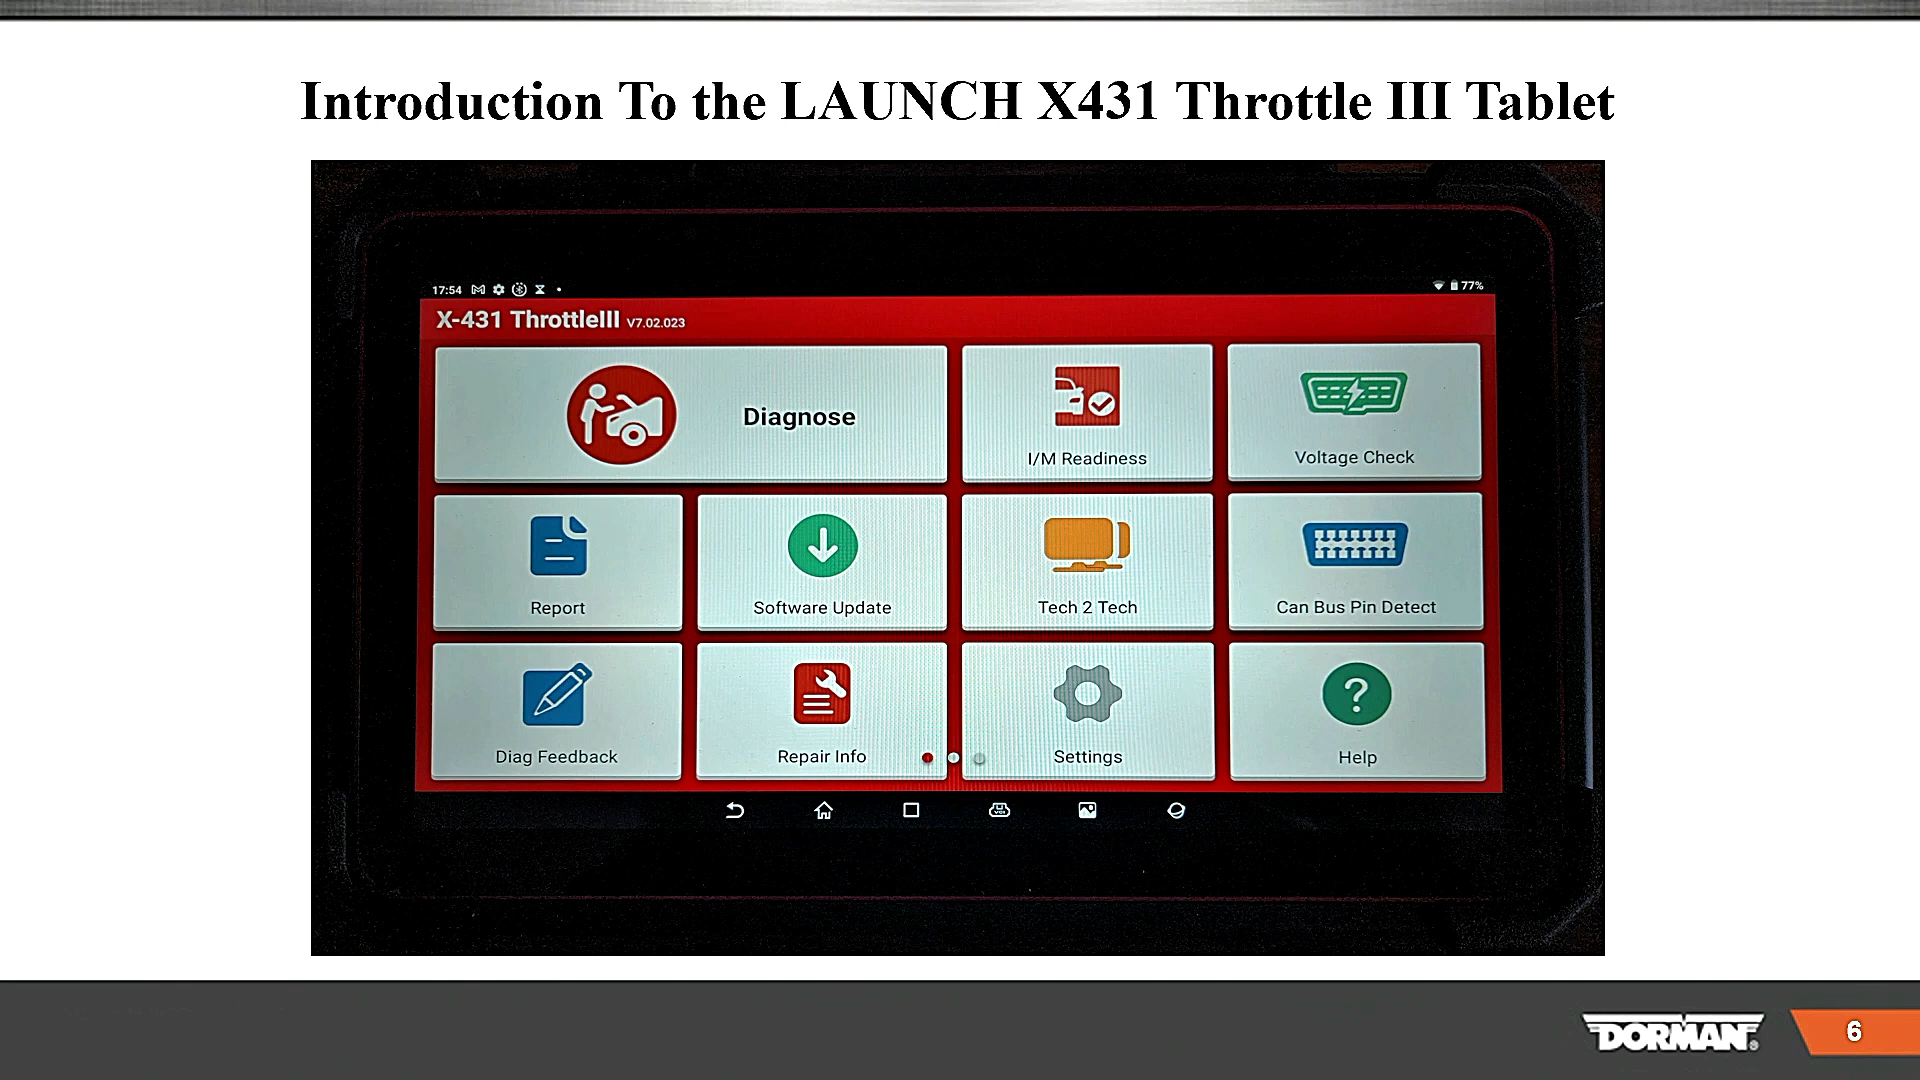 Introduction To the LAUNCH X431 Throttle III Tablet
17:54
77%
X-431 ThrottleIII V7.02.023
Diagnose
I/M Readiness
Voltage Check
Report
Software Update
Tech 2 Tech
Can Bus Pin Detect
Diag Feedback
Repair Info
Settings
Help
VCI
DORMAN®
6